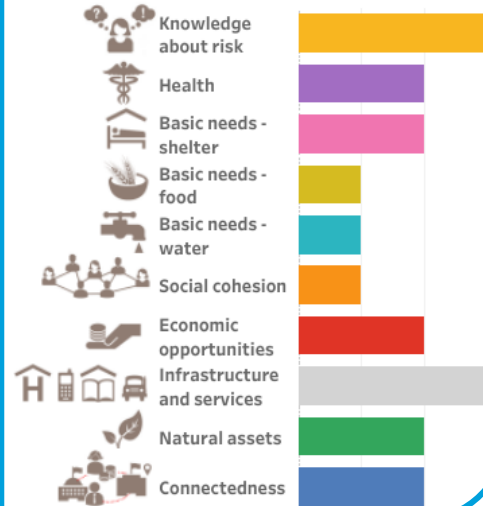 Knowledge
about risk
Health
Basic needs -
shelter
Basic needs -
food
Basic needs -
water
Social cohesion
Economic
opportunities
Infrastructure
and services
Natural assets
Connectedness